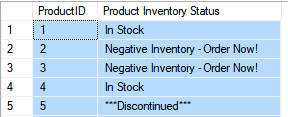 ProductID Product Inventory Status
1 1 In Stock
2 2 Negative Inventory - Order Now!
3 3 Negative Inventory - Order Now!
4 4 In Stock
5 5 ***Discontinued***